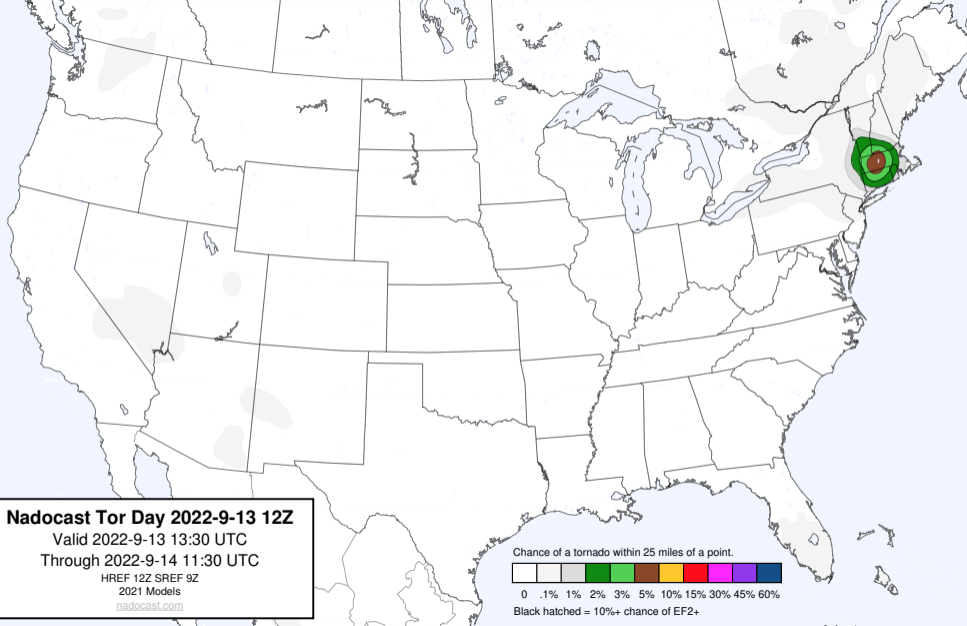 Nadocast Tor Day 2022-9-13 12Z
Valid 2022-9-13 13:30 UTC
Through 2022-9-14 11:30 UTC
HREF 12Z SREF 9Z
2021 Models
nadocast.com
Chance of a tornado within 25 miles of a point.
0 .1% 1% 2% 3% 5% 10% 15% 30% 45% 60%
Black hatched = 10%+ chance of EF2+